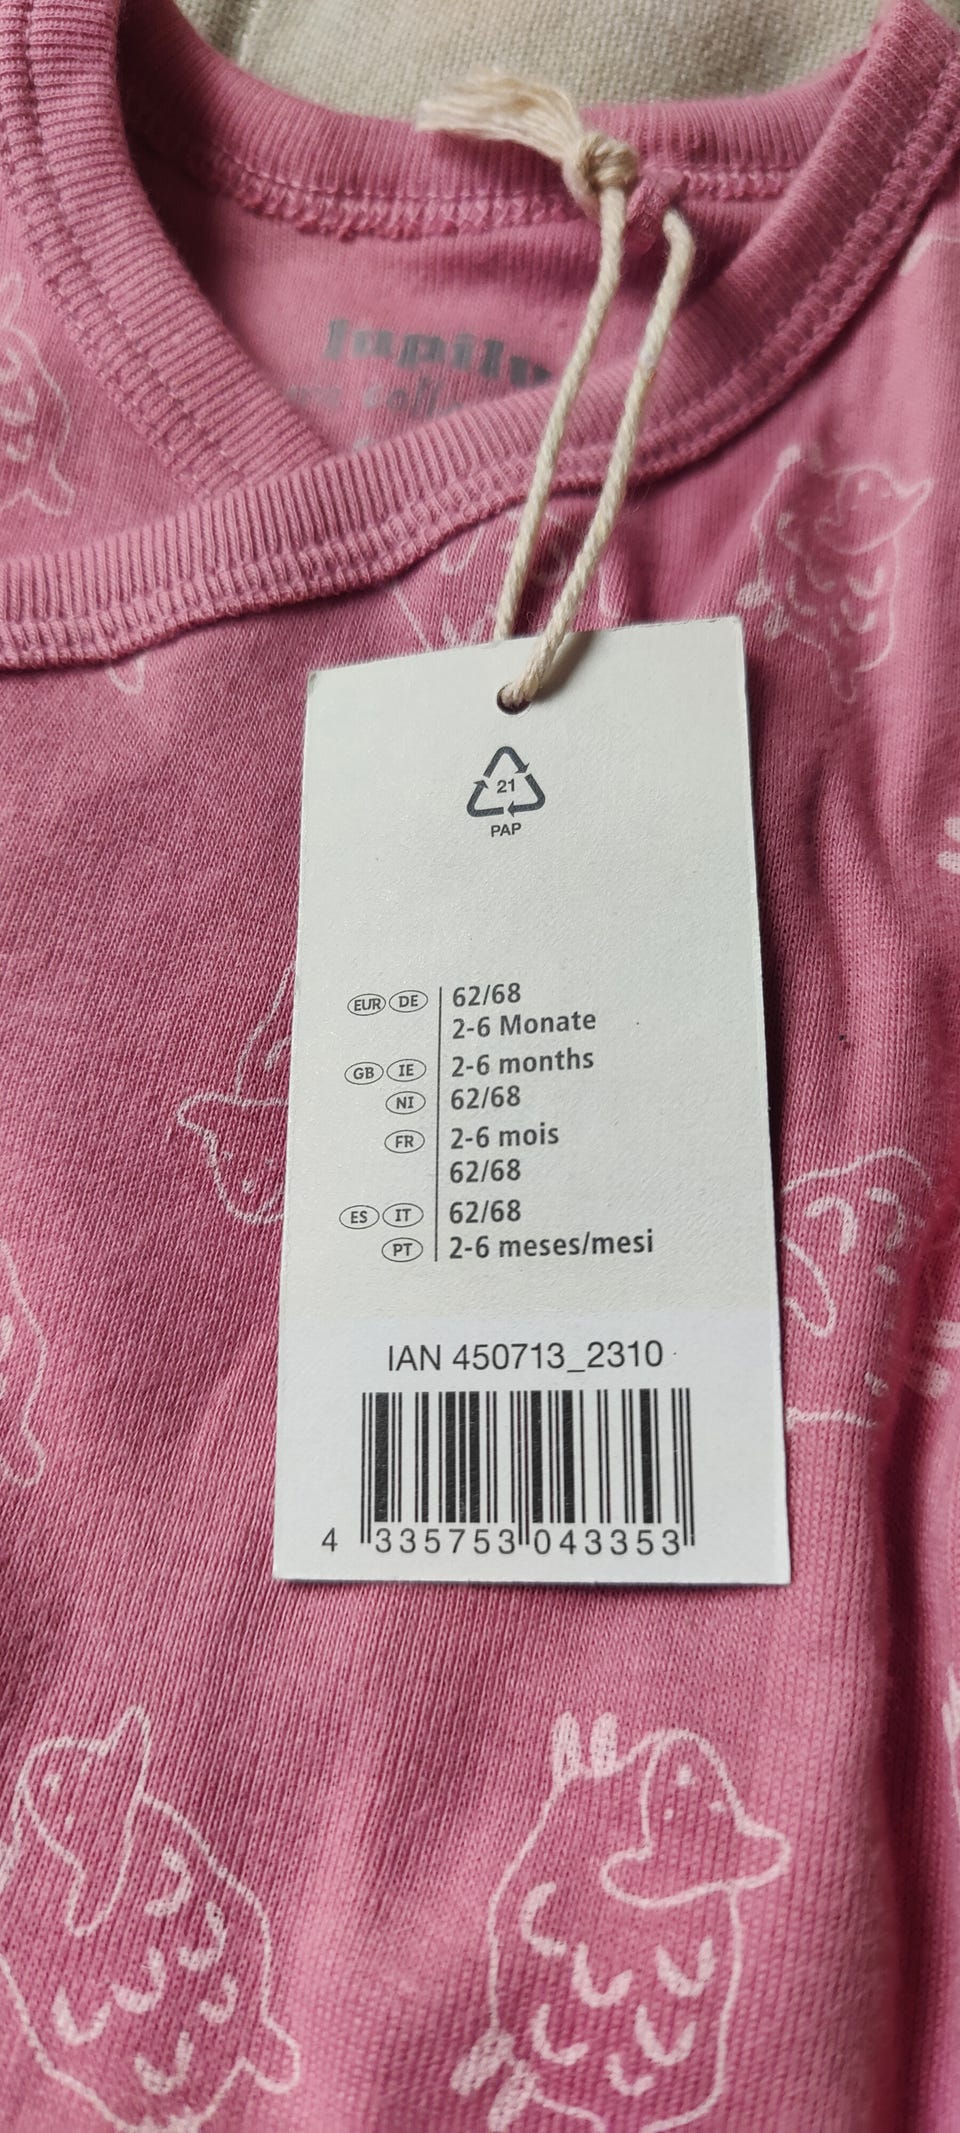 lupilu
21
PAP
EUR DE 62/68
2-6 Monate
GB IE 2-6 months
NI 62/68
FR 2-6 mois
62/68
ES IT 62/68
PT 2-6 meses/mesi
IAN 450713_2310
4 335753 043353